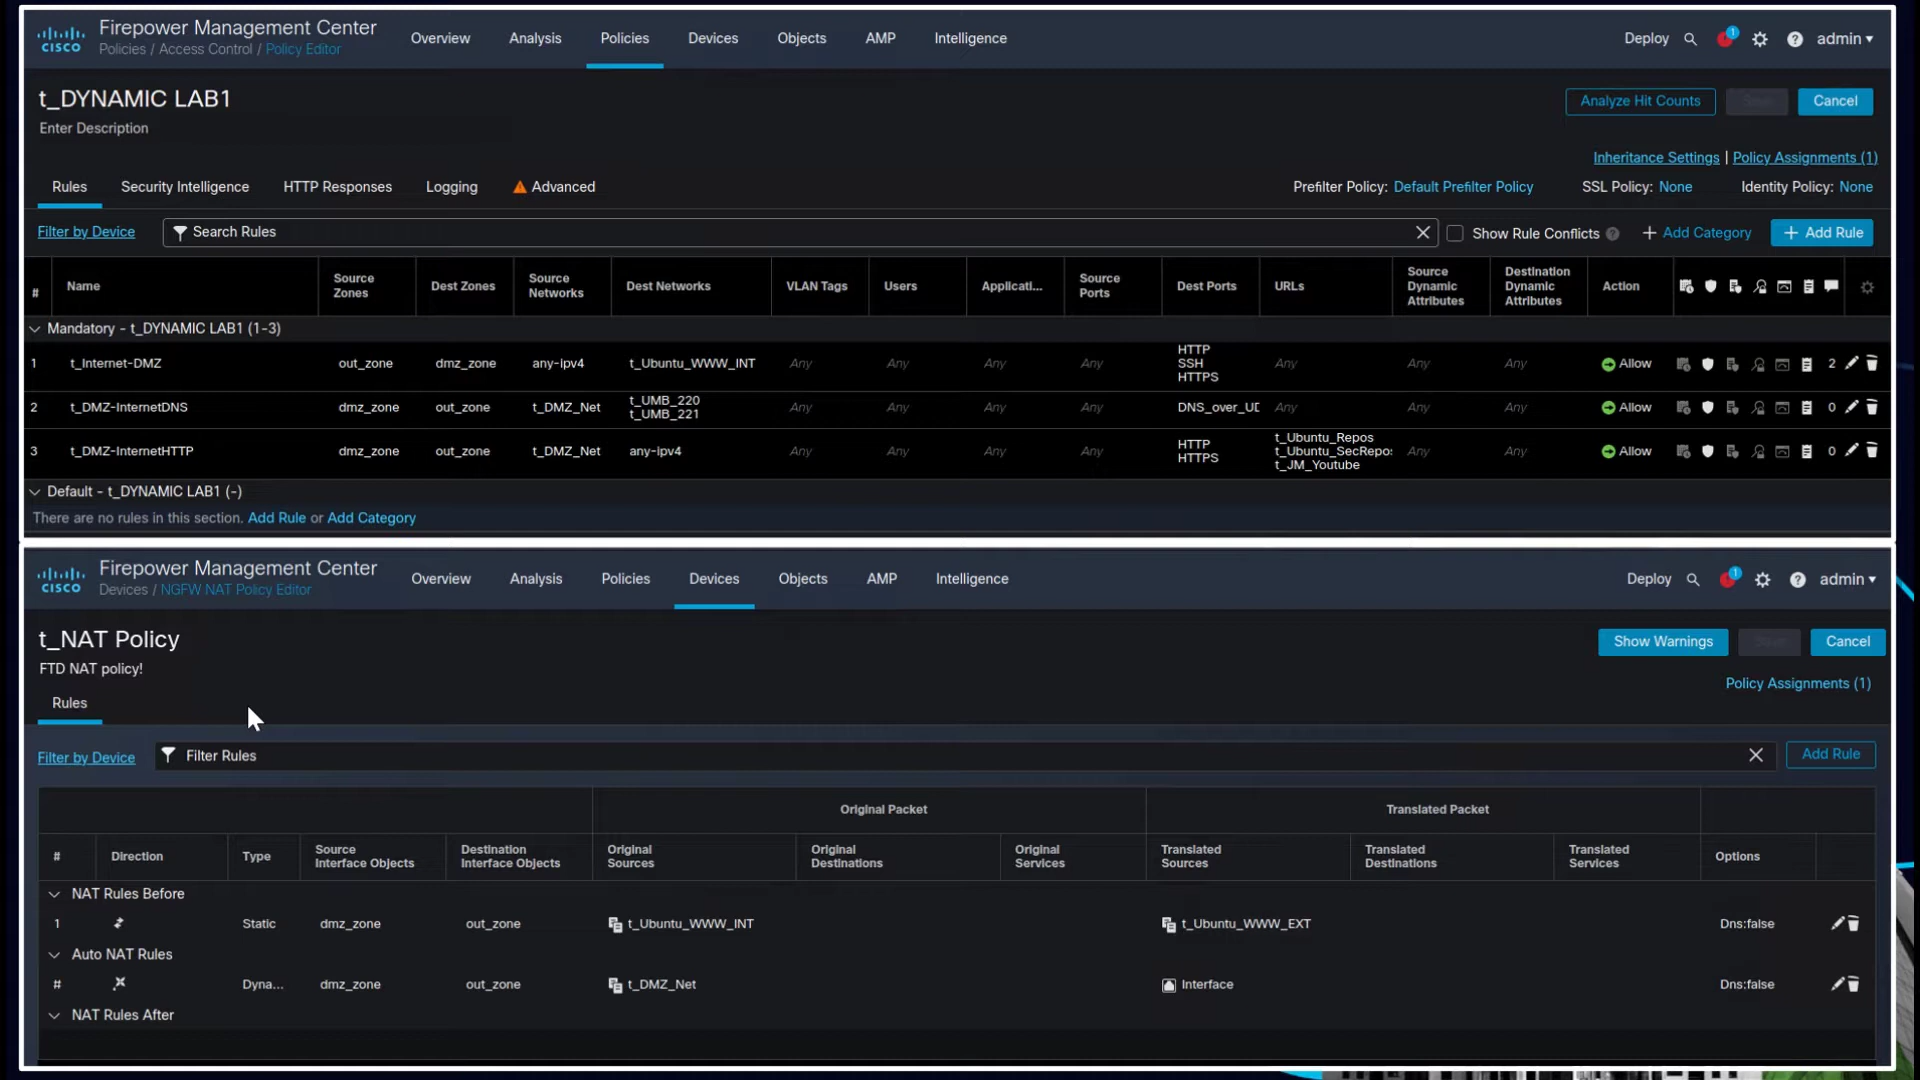 Firepower Management Center
Policies / Access Control / Policy Editor
CISCO
Overview Analysis Policies Devices Objects AMP Intelligence
Deploy 1 admin
t_DYNAMIC LAB1
Enter Description
Analyze Hit Counts Cancel
Inheritance Settings | Policy Assignments (1)
Rules Security Intelligence HTTP Responses Logging Advanced
Prefilter Policy: Default Prefilter Policy SSL Policy: None Identity Policy: None
Filter by Device Search Rules Show Rule Conflicts + Add Category + Add Rule
# Name Source Zones Dest Zones Source Networks Dest Networks VLAN Tags Users Applicati... Source Ports Dest Ports URLs Source Dynamic Attributes Destination Dynamic Attributes Action
Mandatory - t_DYNAMIC LAB1 (1-3)
1 t_Internet-DMZ out_zone dmz_zone any-ipv4 t_Ubuntu_WWW_INT Any Any Any Any HTTP SSH HTTPS Any Any Any Allow 2
2 t_DMZ-InternetDNS dmz_zone out_zone t_DMZ_Net t_UMB_220 t_UMB_221 Any Any Any Any DNS_over_UD Any Any Any Allow 0
3 t_DMZ-InternetHTTP dmz_zone out_zone t_DMZ_Net any-ipv4 Any Any Any Any HTTP HTTPS t_Ubuntu_Repos t_Ubuntu_SecRepos t_JM_Youtube Any Any Allow 0
Default - t_DYNAMIC LAB1 (-)
There are no rules in this section. Add Rule or Add Category
Firepower Management Center
Devices / NGFW NAT Policy Editor
CISCO
Overview Analysis Policies Devices Objects AMP Intelligence
Deploy 1 admin
t_NAT Policy
FTD NAT policy!
Show Warnings Cancel
Policy Assignments (1)
Rules
Filter by Device Filter Rules Add Rule
Original Packet Translated Packet
# Direction Type Source Interface Objects Destination Interface Objects Original Sources Original Destinations Original Services Translated Sources Translated Destinations Translated Services Options
NAT Rules Before
1 Static dmz_zone out_zone t_Ubuntu_WWW_INT t_Ubuntu_WWW_EXT Dns:false
Auto NAT Rules
# Dyna... dmz_zone out_zone t_DMZ_Net Interface Dns:false
NAT Rules After